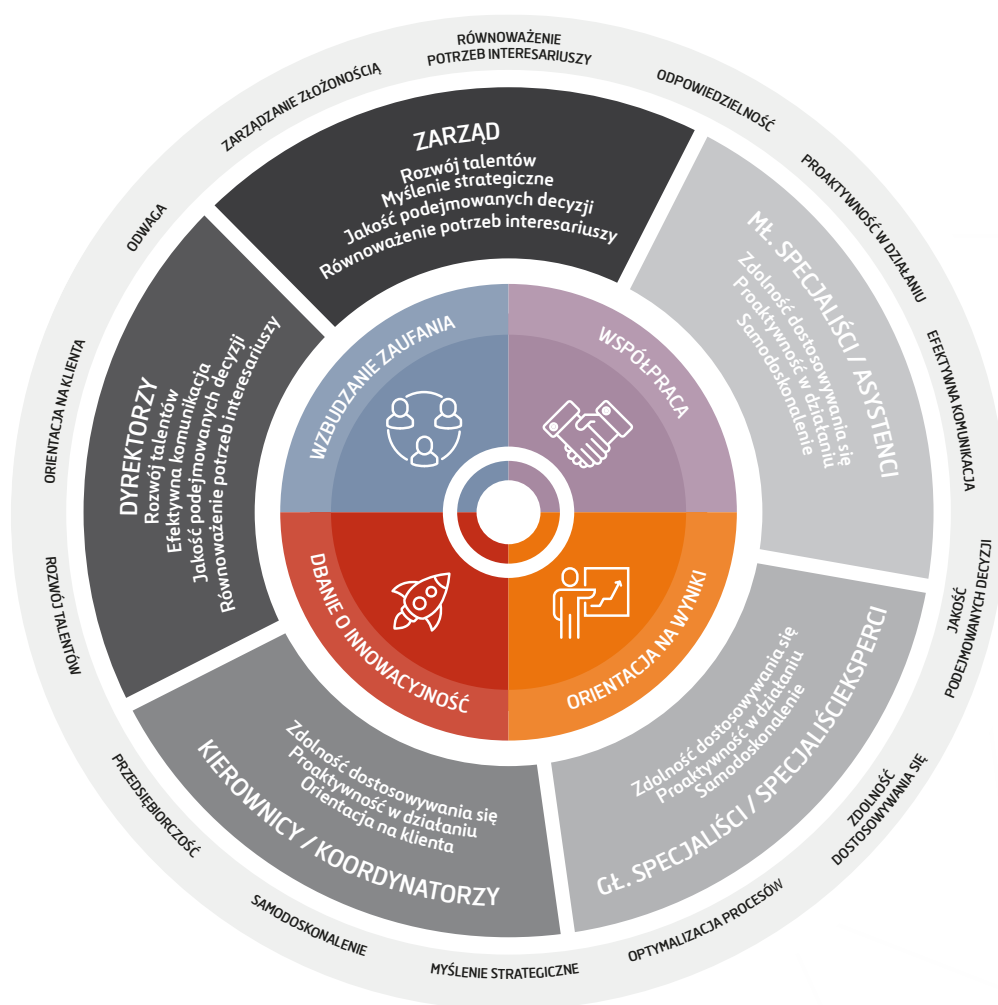 RÓWNOWAŻENIE
POTRZEB INTERESARIUSZY
ODPOWIEDZIELNOŚĆ
PROAKTYWNOŚĆ W DZIAŁANIU
EFEKTYWNA KOMUNIKACJA
JAKOŚĆ
PODEJMOWANYCH DECYZJI
ZDOLNOŚĆ
DOSTOSOWYWANIA SIĘ
OPTYMALIZACJA PROCESÓW
MYŚLENIE STRATEGICZNE
SAMODOSKONALENIE
PRZEDSIĘBIORCZOŚĆ
ROZWÓJ TALENTÓW
ORIENTACJA NA KLIENTA
ODWAGA
ZARZĄDZANIE ZŁOŻONOŚCIĄ
ZARZĄD
Rozwój talentów
Myślenie strategiczne
Jakość podejmowanych decyzji
Równoważenie potrzeb interesariuszy
MŁ. SPECJALIŚCI / ASYSTENCI
Zdolność dostosowywania się
Proaktywność w działaniu
Samodoskonalenie
Zdolność dostosowywania się
Proaktywność w działaniu
Samodoskonalenie
GŁ. SPECJALIŚCI / SPECJALIŚCIEKSPERCI
Zdolność dostosowywania się
Proaktywność w działaniu
Orientacja na klienta
KIEROWNICY / KOORDYNATORZY
DYREKTORZY
Rozwój talentów
Efektywna komunikacja
Jakość podejmowanych decyzji
Równoważenie potrzeb interesariuszy
WZBUDZANIE ZAUFANIA
WSPÓŁPRACA
ORIENTACJA NA WYNIKI
DBANIE O INNOWACYJNOŚĆ